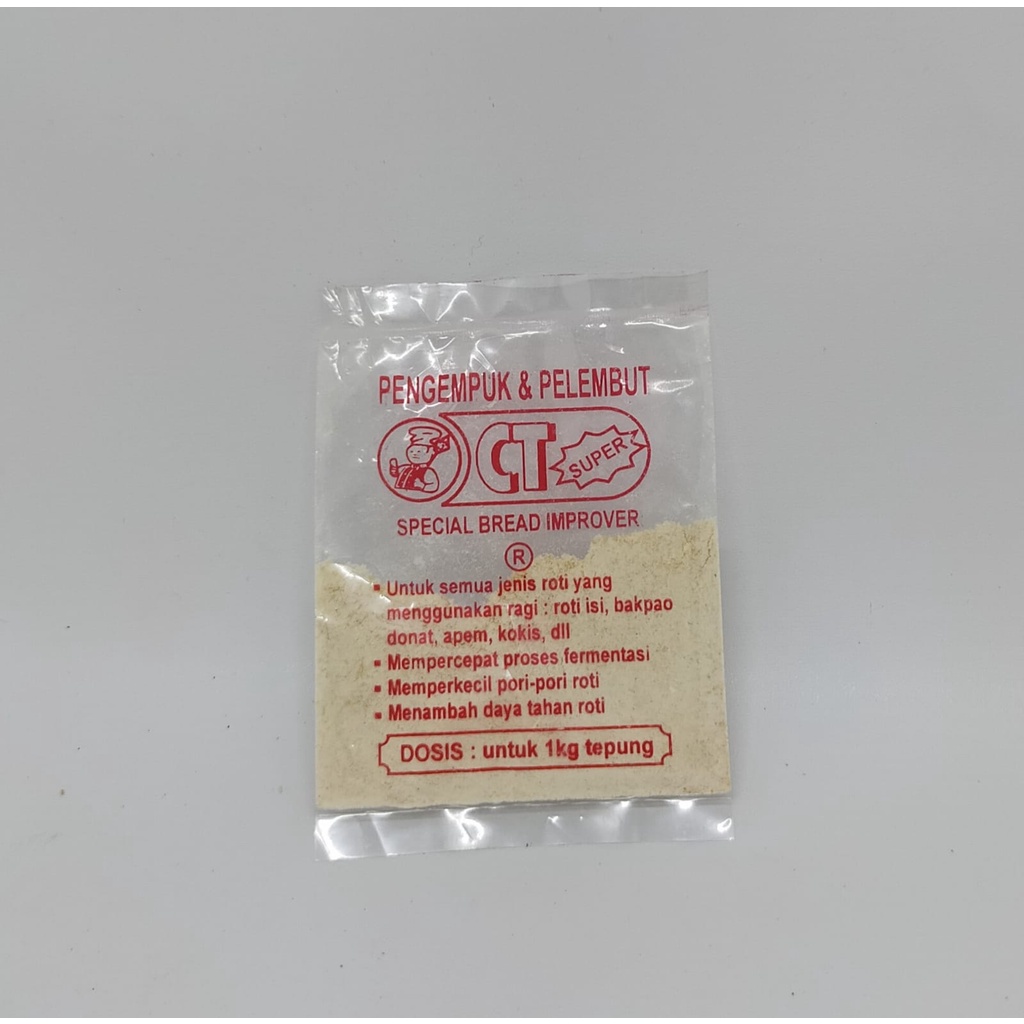 PENGEMPUK & PELEMBUT
CT SUPER
SPECIAL BREAD IMPROVER
®
▪ Untuk semua jenis roti yang
menggunakan ragi : roti isi, bakpao
donat, apem, kokis, dll
▪ Mempercepat proses fermentasi
▪ Memperkecil pori-pori roti
▪ Menambah daya tahan roti
DOSIS : untuk 1kg tepung